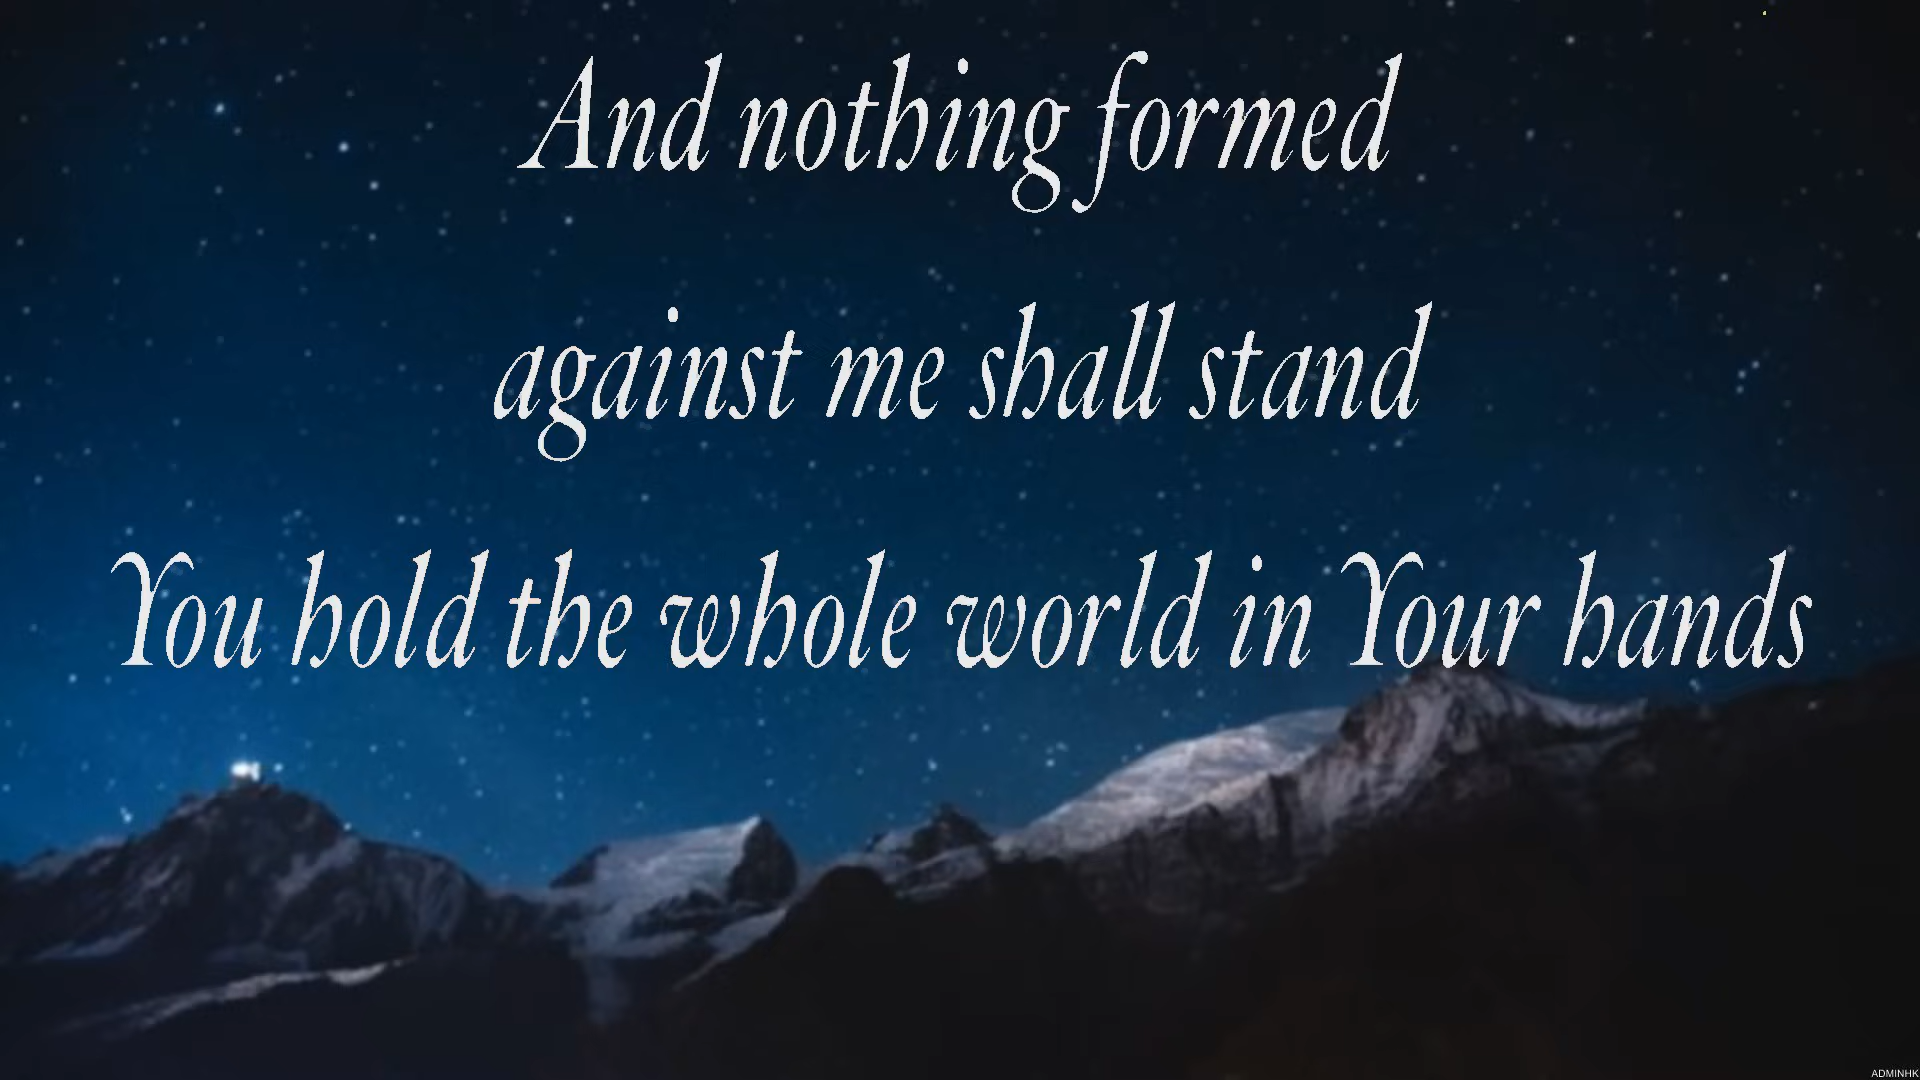 And nothing formed
against me shall stand
You hold the whole world in Your hands
ADMINHK